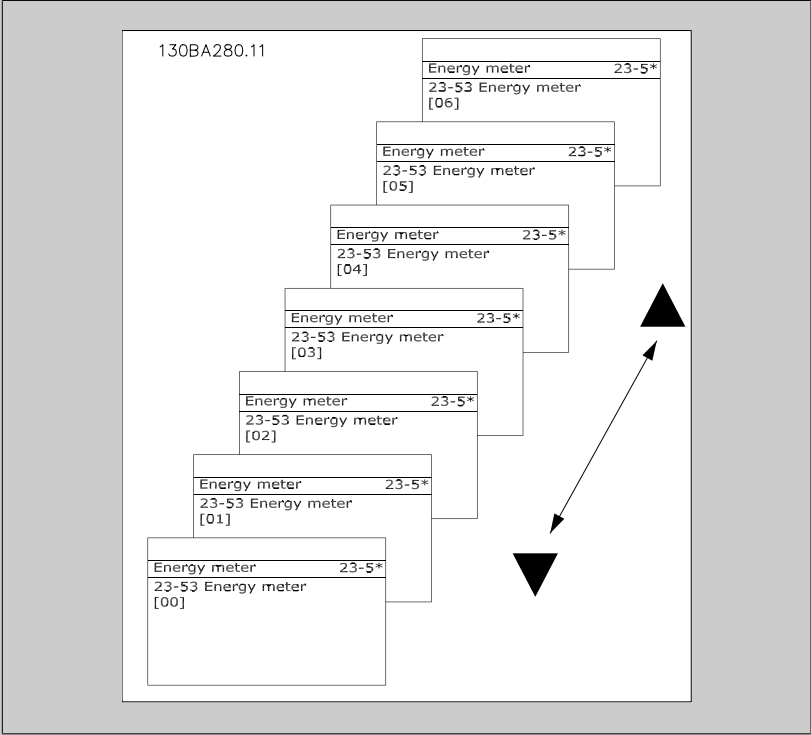 130BA280.11
Energy meter 23-5*
23-53 Energy meter
[06]
Energy meter 23-5*
23-53 Energy meter
[05]
Energy meter 23-5*
23-53 Energy meter
[04]
Energy meter 23-5*
23-53 Energy meter
[03]
Energy meter 23-5*
23-53 Energy meter
[02]
Energy meter 23-5*
23-53 Energy meter
[01]
Energy meter 23-5*
23-53 Energy meter
[00]